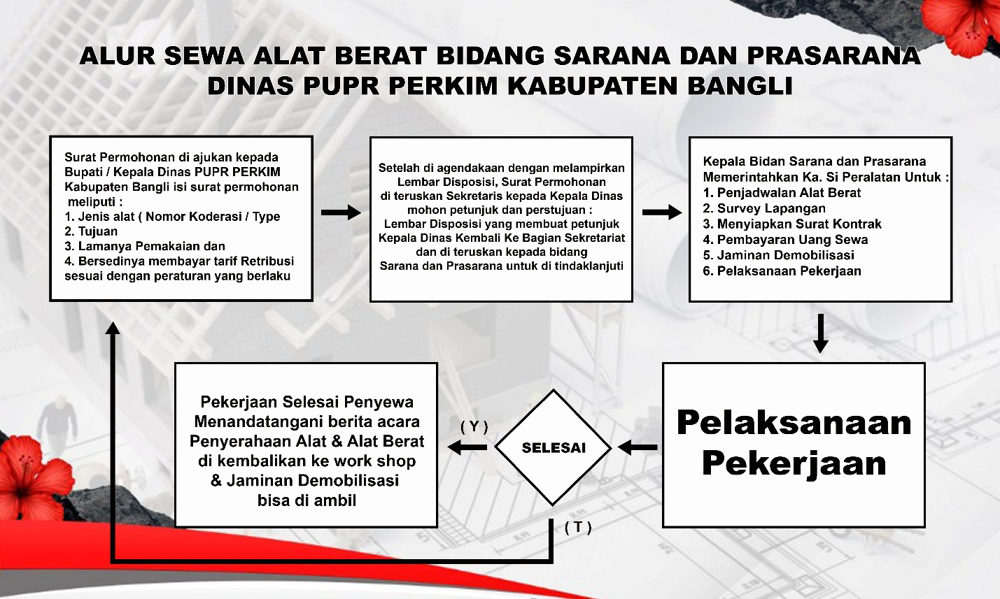 ALUR SEWA ALAT BERAT BIDANG SARANA DAN PRASARANA
DINAS PUPR PERKIM KABUPATEN BANGLI
Surat Permohonan di ajukan kepada
Bupati / Kepala Dinas PUPR PERKIM
Kabupaten Bangli isi surat permohonan
meliputi :
1. Jenis alat ( Nomor Koderasi / Type
2. Tujuan
3. Lamanya Pemakaian dan
4. Bersedinya membayar tarif Retribusi
sesuai dengan peraturan yang berlaku
Setelah di agendakaan dengan melampirkan
Lembar Disposisi, Surat Permohonan
di teruskan Sekretaris kepada Kepala Dinas
mohon petunjuk dan perstujuan :
Lembar Disposisi yang membuat petunjuk
Kepala Dinas Kembali Ke Bagian Sekretariat
dan di teruskan kepada bidang
Sarana dan Prasarana untuk di tindaklanjuti
Kepala Bidan Sarana dan Prasarana
Memerintahkan Ka. Si Peralatan Untuk :
1. Penjadwalan Alat Berat
2. Survey Lapangan
3. Menyiapkan Surat Kontrak
4. Pembayaran Uang Sewa
5. Jaminan Demobilisasi
6. Pelaksanaan Pekerjaan
Pelaksanaan
Pekerjaan
SELESAI
( Y )
( T )
Pekerjaan Selesai Penyewa
Menandatangani berita acara
Penyerahaan Alat & Alat Berat
di kembalikan ke work shop
& Jaminan Demobilisasi
bisa di ambil